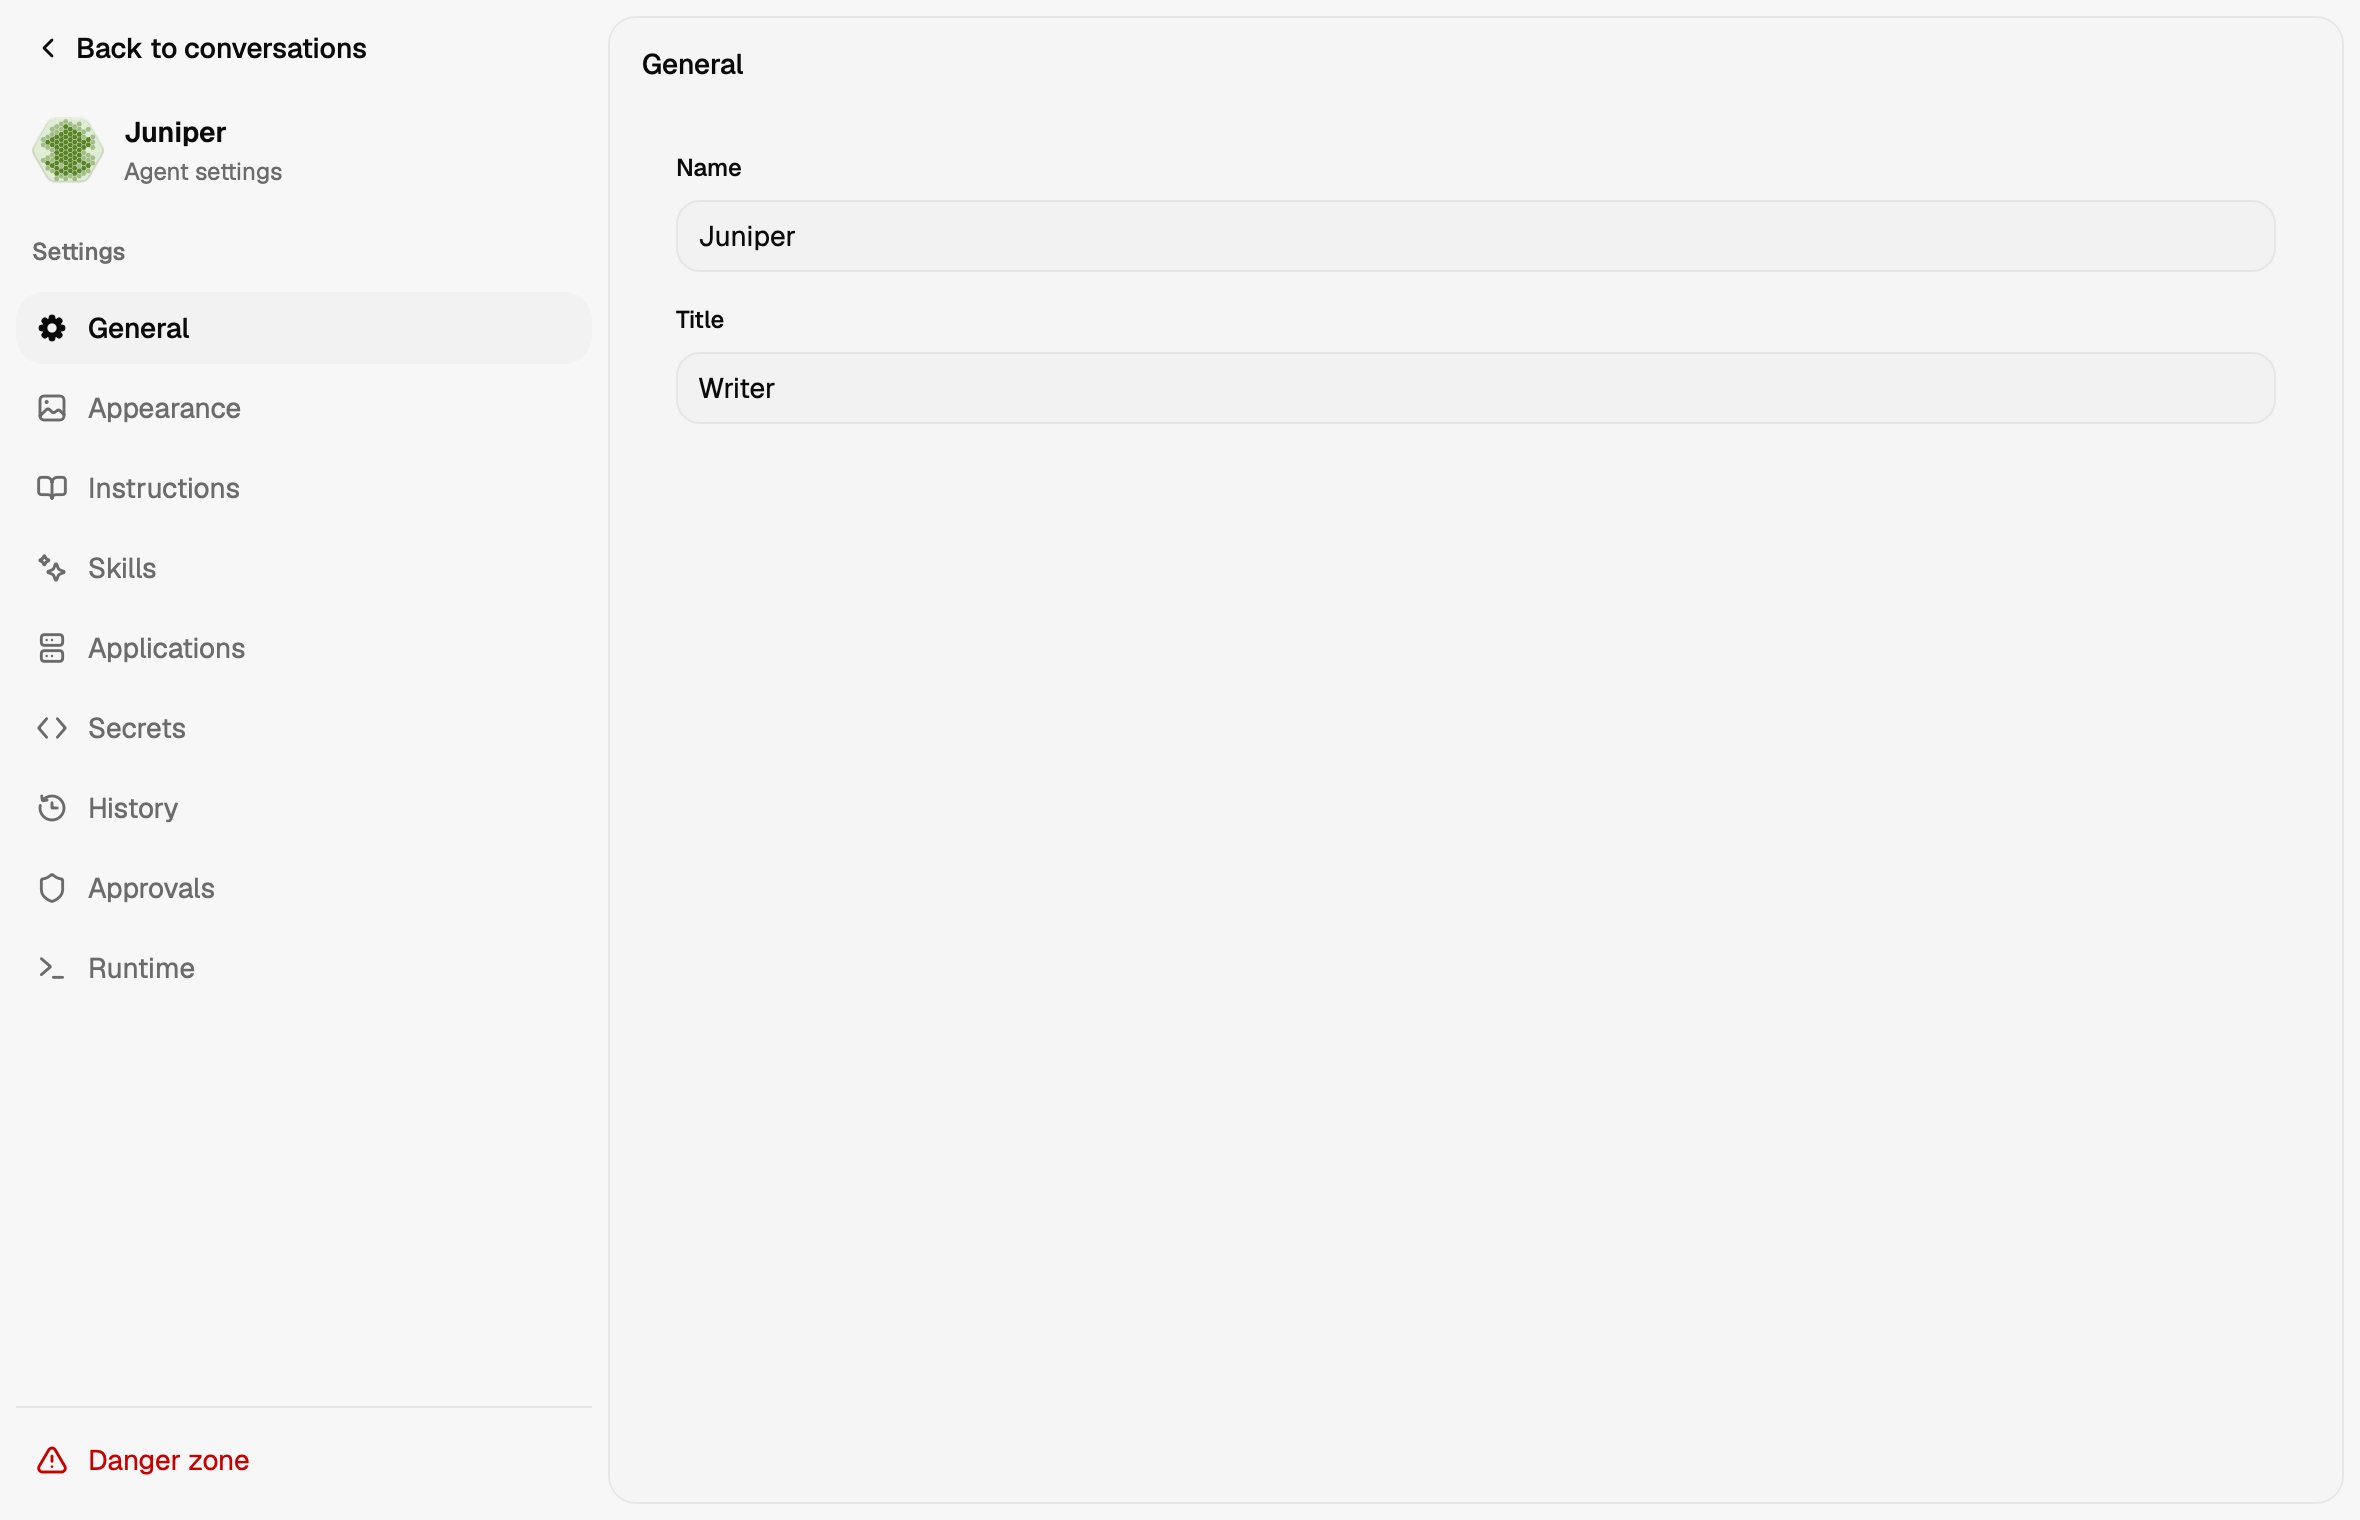 Back to conversations
Juniper
Agent settings
Settings
General
Appearance
Instructions
Skills
Applications
Secrets
History
Approvals
Runtime
Danger zone
General
Name
Juniper
Title
Writer